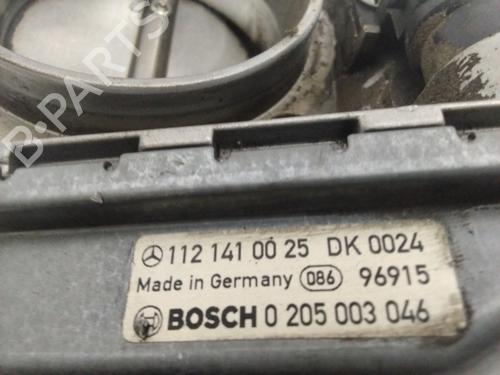 B-PARTS
112 141 00 25 DK 0024
Made in Germany 086 96915
BOSCH 0 205 003 046